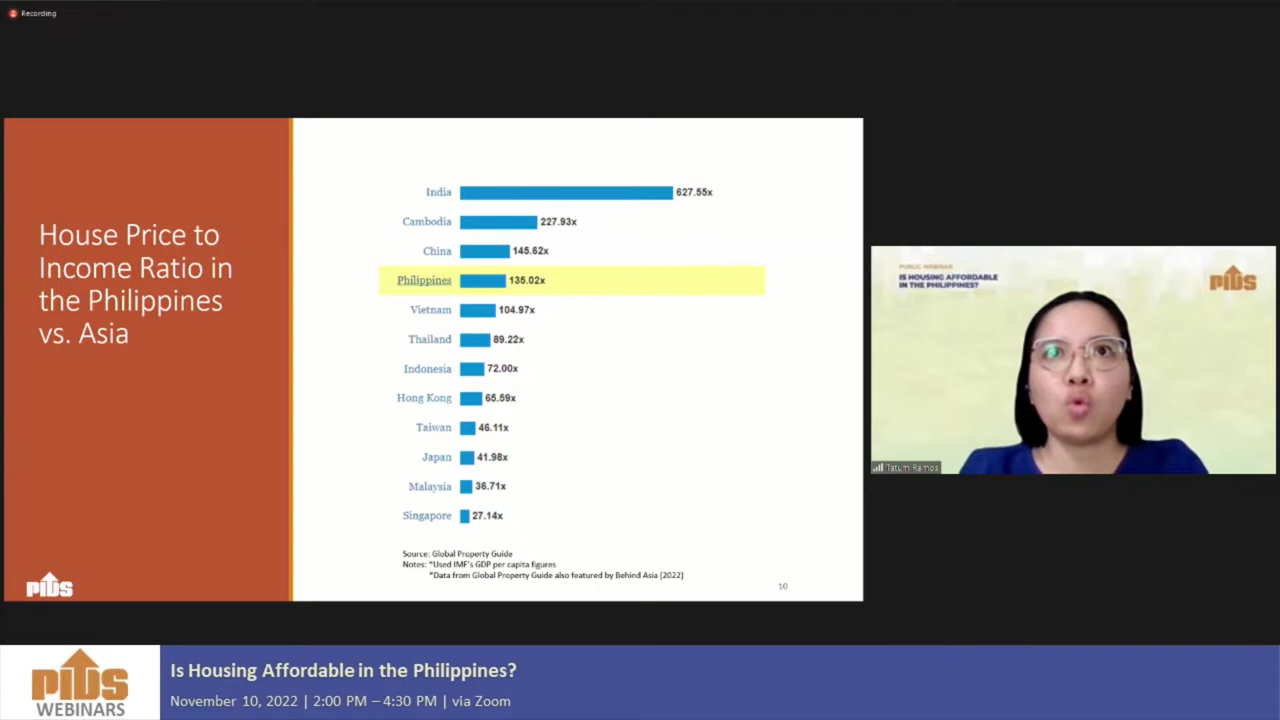 Recording
House Price to
Income Ratio in
the Philippines
vs. Asia
India 627.55x
Cambodia 227.93x
China 145.62x
Philippines 135.02x
Vietnam 104.97x
Thailand 89.22x
Indonesia 72.00x
Hong Kong 65.59x
Taiwan 46.11x
Japan 41.98x
Malaysia 36.71x
Singapore 27.14x
Source: Global Property Guide
Notes: *Used IMF's GDP per capita figures
*Data from Global Property Guide also featured by Behind Asia (2022)
10
PIDS
PUBLIC WEBINAR
IS HOUSING AFFORDABLE
IN THE PHILIPPINES?
PIDS
Tatum Ramos
PIDS
WEBINARS
Is Housing Affordable in the Philippines?
November 10, 2022 | 2:00 PM – 4:30 PM | via Zoom